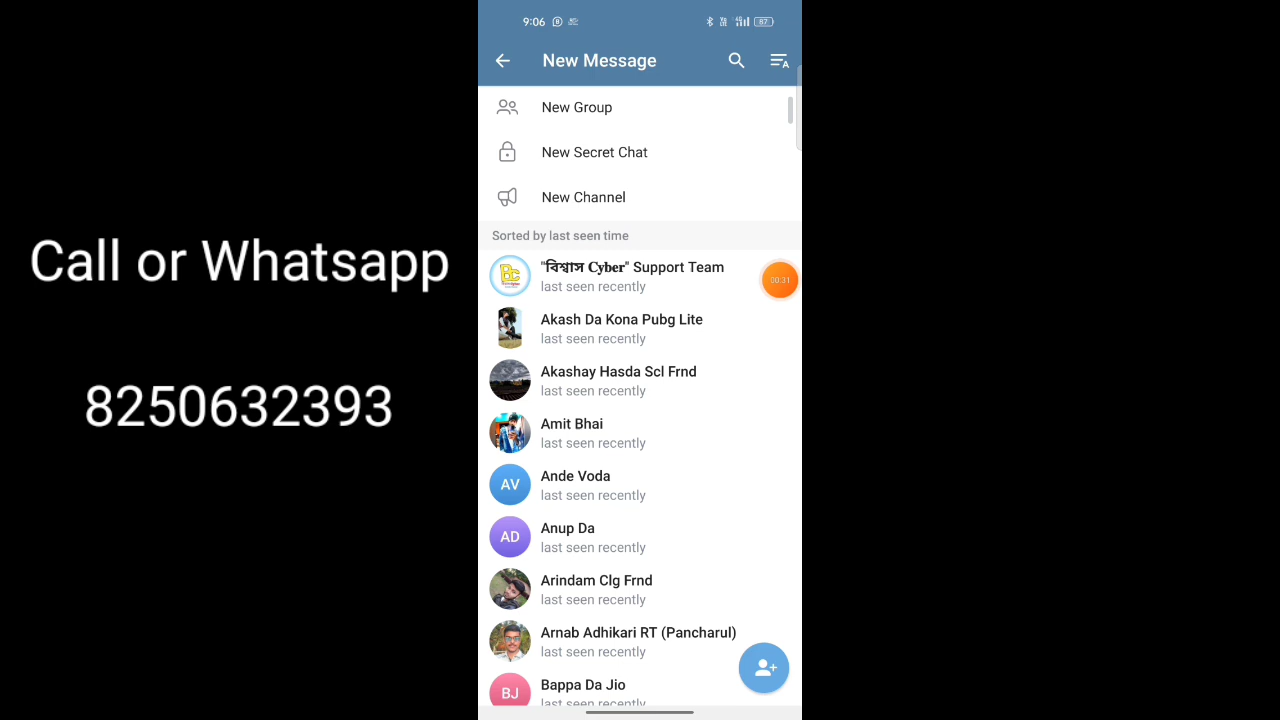 Call or Whatsapp
8250632393
9:06
87
New Message
New Group
New Secret Chat
New Channel
Sorted by last seen time
"বিশ্বাস Cyber" Support Team
last seen recently
00:31
Akash Da Kona Pubg Lite
last seen recently
Akashay Hasda Scl Frnd
last seen recently
Amit Bhai
last seen recently
AV
Ande Voda
last seen recently
AD
Anup Da
last seen recently
Arindam Clg Frnd
last seen recently
Arnab Adhikari RT (Pancharul)
last seen recently
BJ
Bappa Da Jio
last seen recently